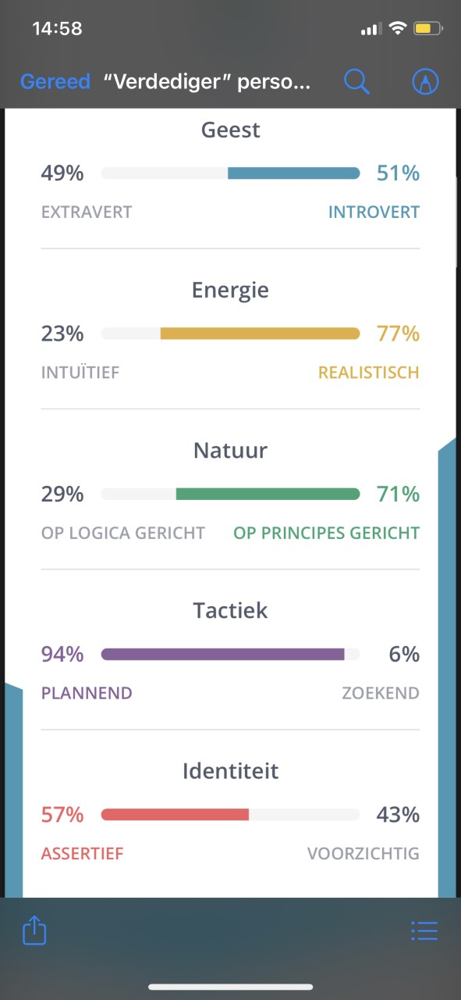 14:58
Gereed “Verdediger” perso...
Geest
49% 51%
EXTRAVERT INTROVERT
Energie
23% 77%
INTUÏTIEF REALISTISCH
Natuur
29% 71%
OP LOGICA GERICHT OP PRINCIPES GERICHT
Tactiek
94% 6%
PLANNEND ZOEKEND
Identiteit
57% 43%
ASSERTIEF VOORZICHTIG